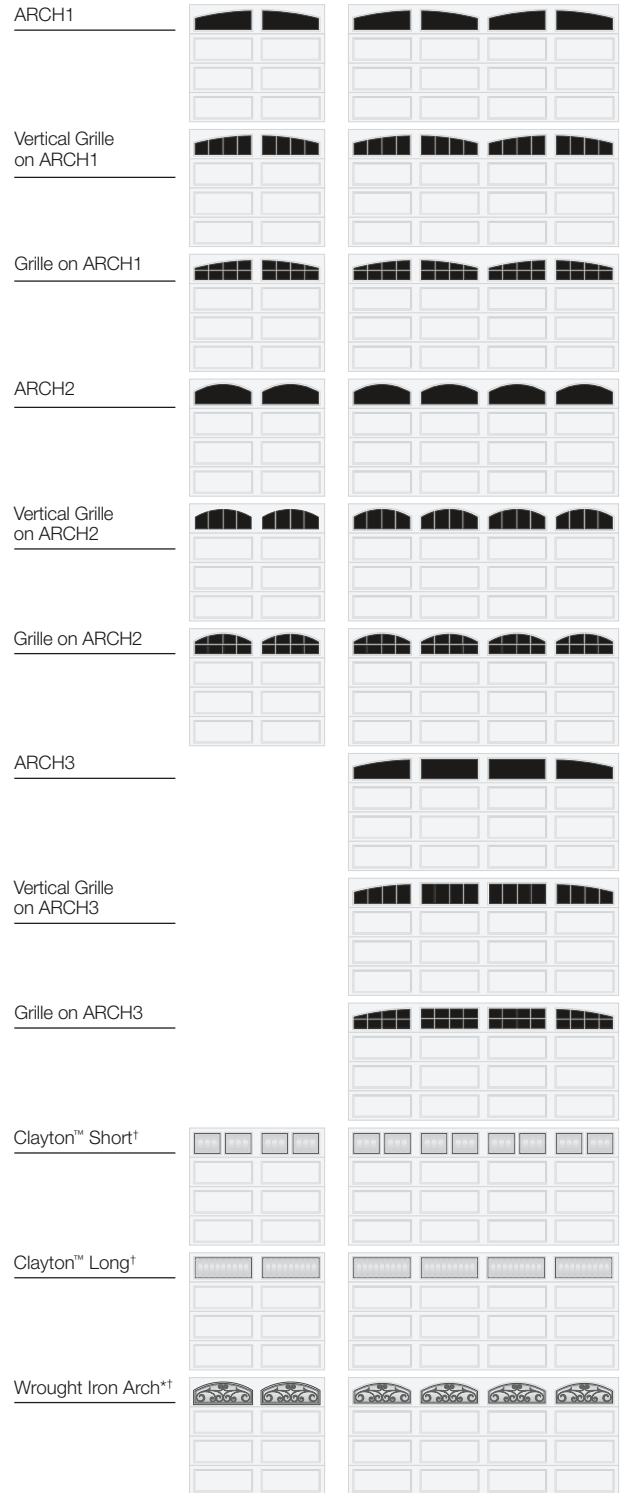 ARCH1
Vertical Grille
on ARCH1
Grille on ARCH1
ARCH2
Vertical Grille
on ARCH2
Grille on ARCH2
ARCH3
Vertical Grille
on ARCH3
Grille on ARCH3
Clayton™ Short†
Clayton™ Long†
Wrought Iron Arch*†